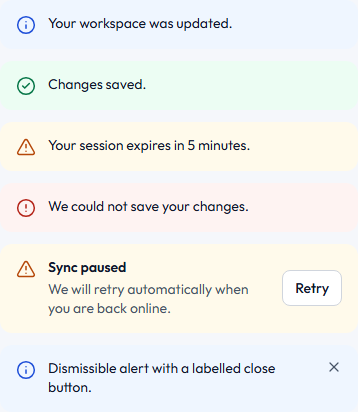 Your workspace was updated.
Changes saved.
Your session expires in 5 minutes.
We could not save your changes.
Sync paused
We will retry automatically when
you are back online.
Retry
Dismissible alert with a labelled close
button.